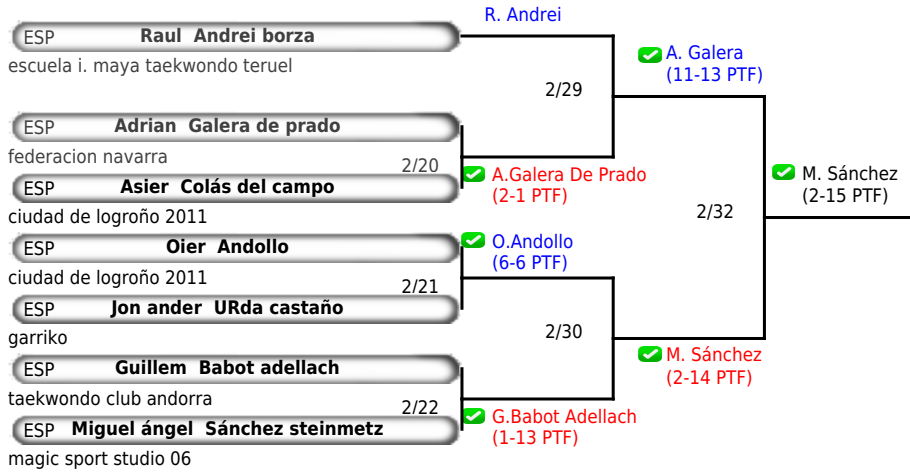 R. Andrei
ESP Raul Andrei borza
escuela i. maya taekwondo teruel
A. Galera
(11-13 PTF)
2/29
ESP Adrian Galera de prado
federacion navarra
2/20
ESP Asier Colás del campo
ciudad de logroño 2011
A.Galera De Prado
(2-1 PTF)
M. Sánchez
(2-15 PTF)
2/32
ESP Oier Andollo
ciudad de logroño 2011
O.Andollo
(6-6 PTF)
2/21
ESP Jon ander URda castaño
garriko
2/30
M. Sánchez
(2-14 PTF)
ESP Guillem Babot adellach
taekwondo club andorra
2/22
ESP Miguel ángel Sánchez steinmetz
magic sport studio 06
G.Babot Adellach
(1-13 PTF)